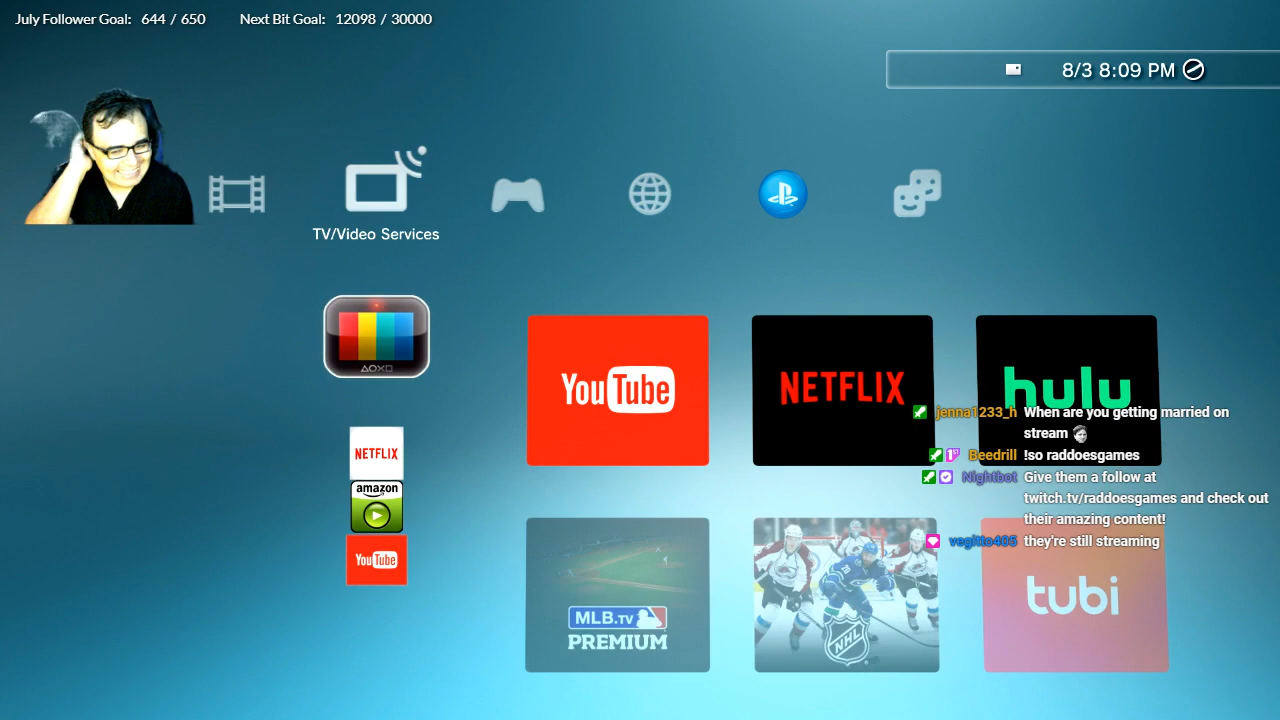 July Follower Goal: 644 / 650 Next Bit Goal: 12098 / 30000
8/3 8:09 PM
TV/Video Services
YouTube
NETFLIX
hulu
NETFLIX
amazon
YouTube
jenna1233_h When are you getting married on
stream
Beedrill !so raddoesgames
Nightbot Give them a follow at
twitch.tv/raddoesgames and check out
their amazing content!
vegitto405 they're still streaming
MLB.tv
PREMIUM
NHL
tubi